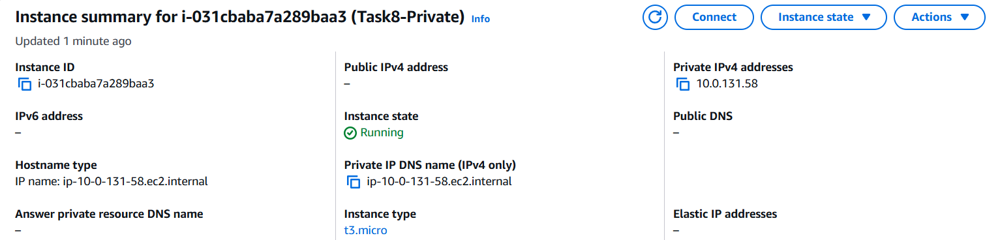 Instance summary for i-031cbaba7a289baa3 (Task8-Private) Info
Connect
Instance state
Actions
Updated 1 minute ago
Instance ID
i-031cbaba7a289baa3
Public IPv4 address
–
Private IPv4 addresses
10.0.131.58
IPv6 address
–
Instance state
Running
Public DNS
–
Hostname type
IP name: ip-10-0-131-58.ec2.internal
Private IP DNS name (IPv4 only)
ip-10-0-131-58.ec2.internal
Answer private resource DNS name
–
Instance type
t3.micro
Elastic IP addresses
–